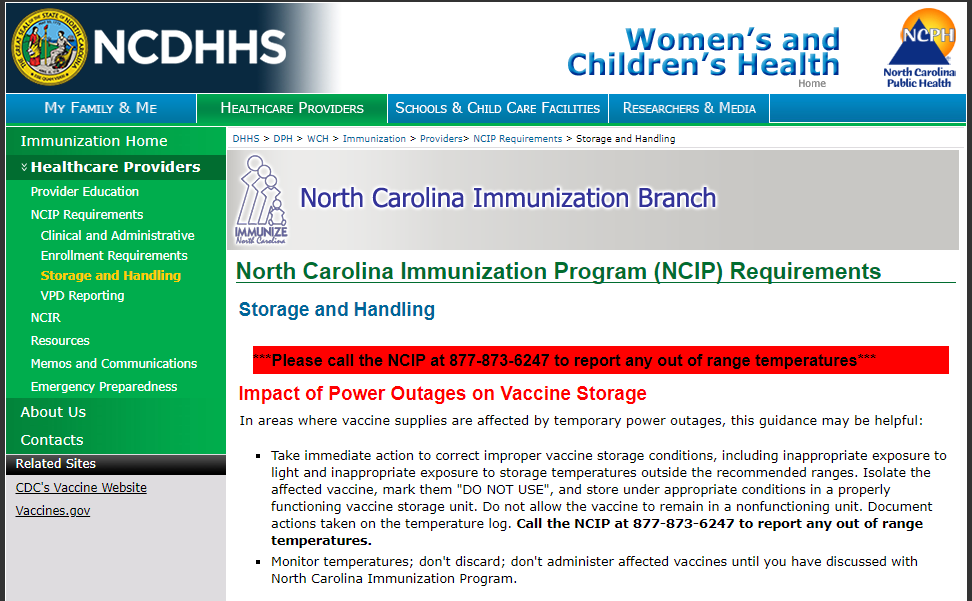 THE GREAT SEAL OF THE STATE OF NORTH CAROLINA
NCDHHS
Women's and
Children's Health
Home
NCPH
North Carolina
Public Health
My Family & Me
Healthcare Providers
Schools & Child Care Facilities
Researchers & Media
Immunization Home
Healthcare Providers
Provider Education
NCIP Requirements
Clinical and Administrative
Enrollment Requirements
Storage and Handling
VPD Reporting
NCIR
Resources
Memos and Communications
Emergency Preparedness
About Us
Contacts
Related Sites
CDC's Vaccine Website
Vaccines.gov
DHHS > DPH > WCH > Immunization > Providers> NCIP Requirements > Storage and Handling
IMMUNIZE
North Carolina
North Carolina Immunization Branch
North Carolina Immunization Program (NCIP) Requirements
Storage and Handling
***Please call the NCIP at 877-873-6247 to report any out of range temperatures***
Impact of Power Outages on Vaccine Storage
In areas where vaccine supplies are affected by temporary power outages, this guidance may be helpful:
Take immediate action to correct improper vaccine storage conditions, including inappropriate exposure to
light and inappropriate exposure to storage temperatures outside the recommended ranges. Isolate the
affected vaccine, mark them "DO NOT USE", and store under appropriate conditions in a properly
functioning vaccine storage unit. Do not allow the vaccine to remain in a nonfunctioning unit. Document
actions taken on the temperature log. Call the NCIP at 877-873-6247 to report any out of range
temperatures.
Monitor temperatures; don't discard; don't administer affected vaccines until you have discussed with
North Carolina Immunization Program.